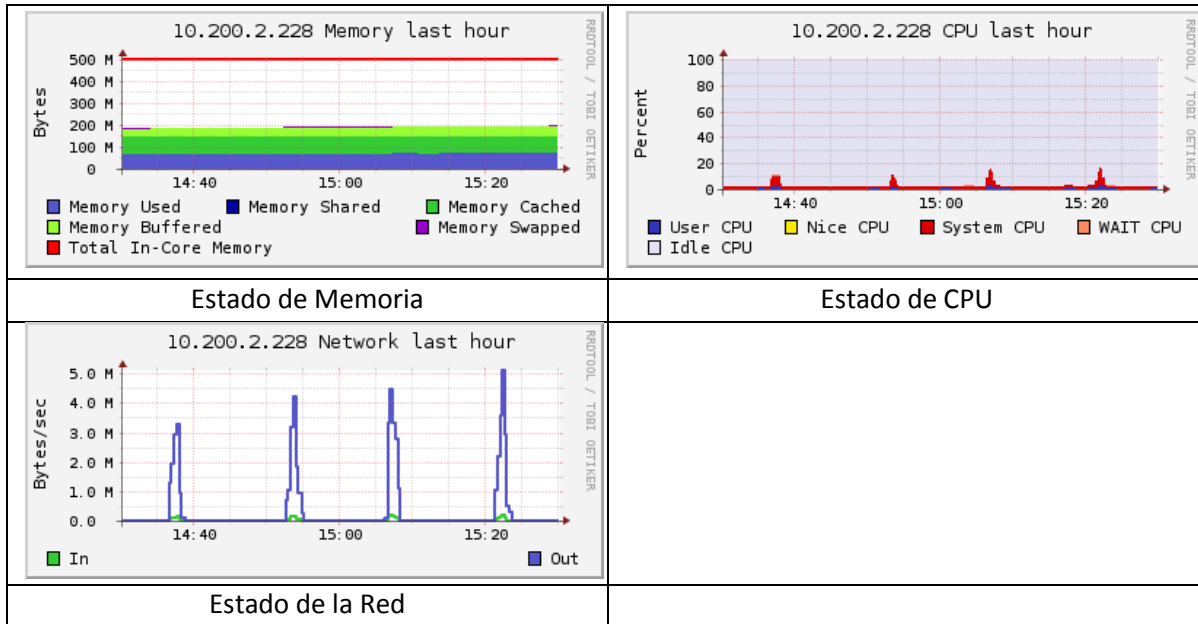 10.200.2.228 Memory last hour
RRDTOOL / TOBI OETIKER
Bytes
500 M
400 M
300 M
200 M
100 M
0
14:40 15:00 15:20
Memory Used Memory Shared Memory Cached
Memory Buffered Memory Swapped
Total In-Core Memory
10.200.2.228 CPU last hour
RRDTOOL / TOBI OETIKER
Percent
100
80
60
40
20
0
14:40 15:00 15:20
User CPU Nice CPU System CPU WAIT CPU
Idle CPU
Estado de Memoria
Estado de CPU
10.200.2.228 Network last hour
RRDTOOL / TOBI OETIKER
Bytes/sec
5.0 M
4.0 M
3.0 M
2.0 M
1.0 M
0.0
14:40 15:00 15:20
In Out
Estado de la Red